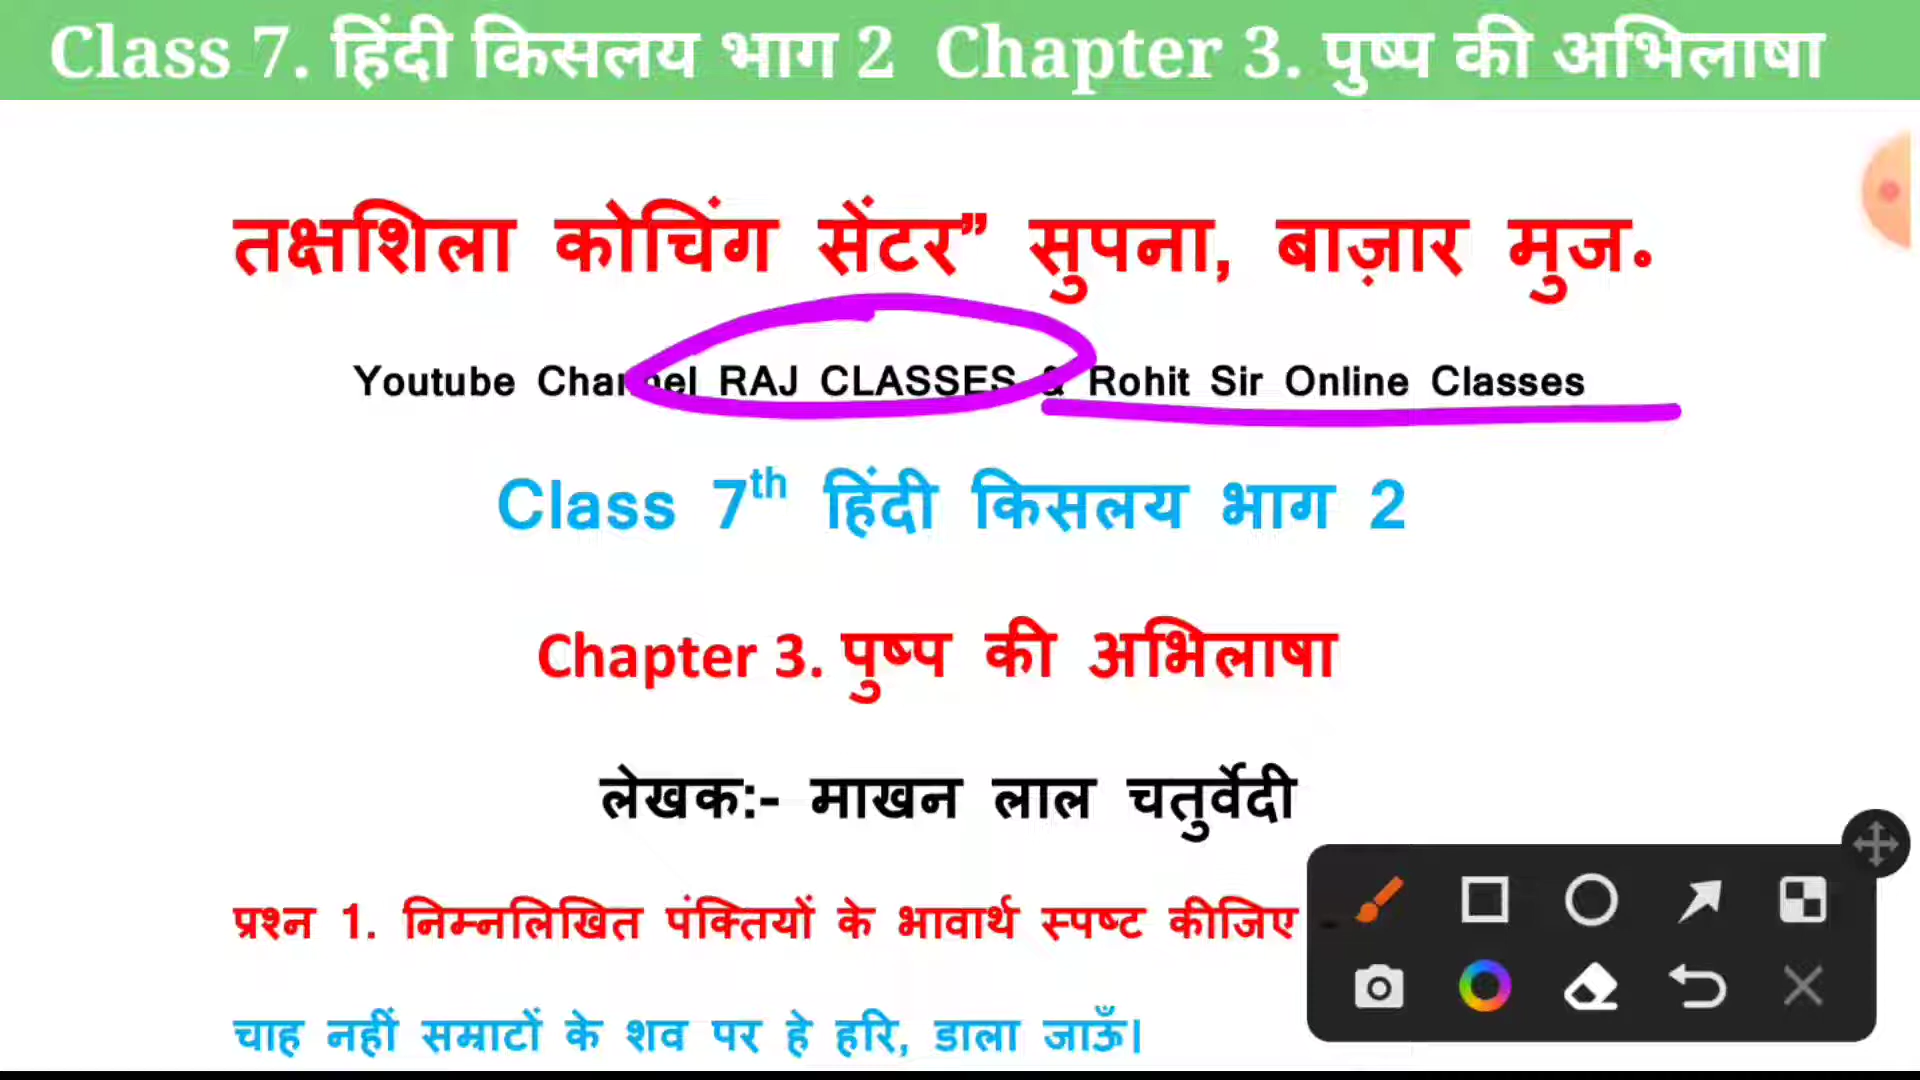 Class 7. हिंदी किसलय भाग 2 Chapter 3. पुष्प की अभिलाषा
तक्षशिला कोचिंग सेंटर” सुपना, बाज़ार मुज.
Youtube Channel RAJ CLASSES & Rohit Sir Online Classes
Class 7th हिंदी किसलय भाग 2
Chapter 3. पुष्प की अभिलाषा
लेखक:- माखन लाल चतुर्वेदी
प्रश्न 1. निम्नलिखित पंक्तियों के भावार्थ स्पष्ट कीजिए -
चाह नहीं सम्राटों के शव पर हे हरि, डाला जाऊँ।